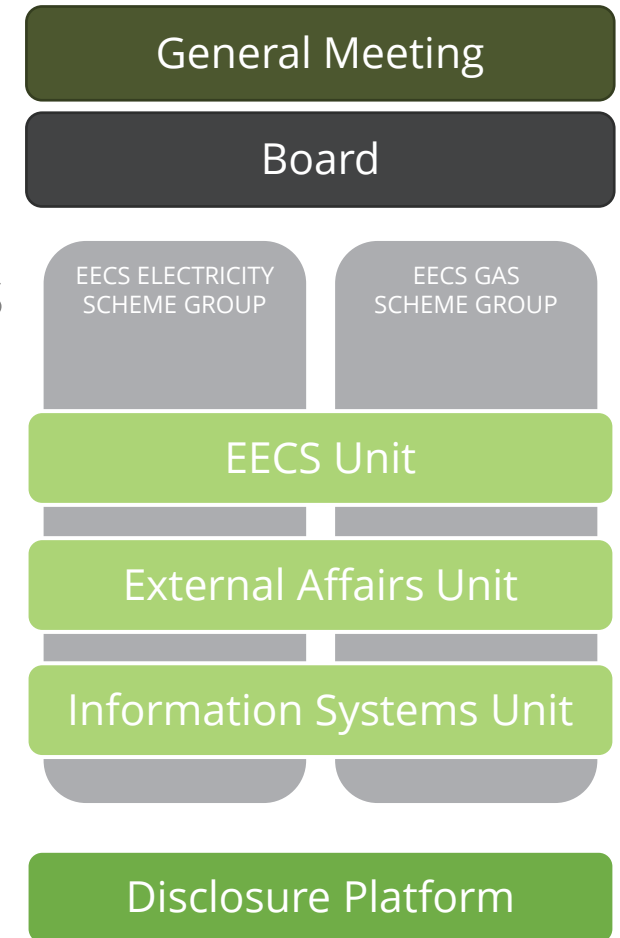 General Meeting
Board
EECS ELECTRICITY
SCHEME GROUP
EECS GAS
SCHEME GROUP
EECS Unit
External Affairs Unit
Information Systems Unit
Disclosure Platform